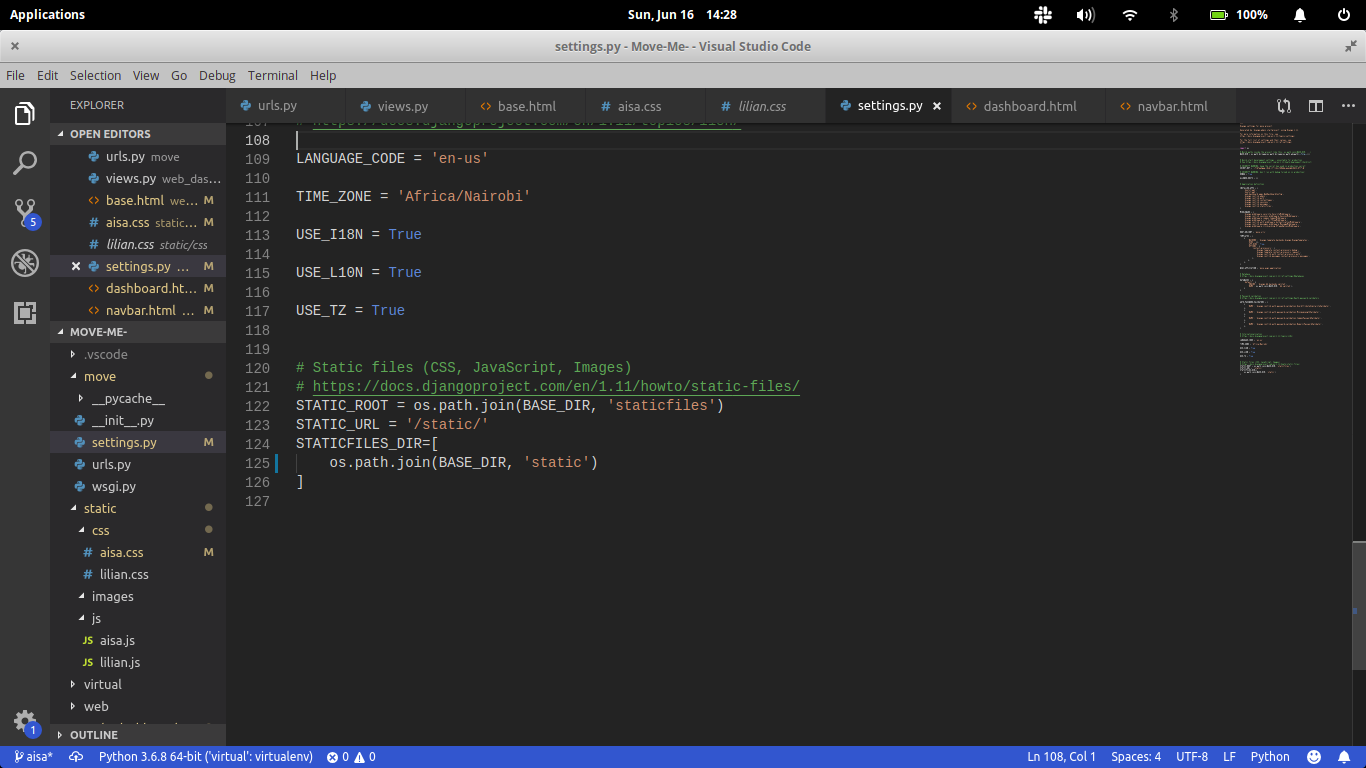 Applications
Sun, Jun 16 14:28
100%
settings.py - Move-Me- - Visual Studio Code
File Edit Selection View Go Debug Terminal Help
EXPLORER
urls.py
views.py
base.html
aisa.css
lilian.css
settings.py
dashboard.html
navbar.html
OPEN EDITORS
urls.py move
views.py web_das...
base.html we... M
aisa.css static... M
lilian.css static/css
settings.py ... M
dashboard.ht... M
navbar.html ... M
MOVE-ME-
.vscode
move
__pycache__
__init__.py
settings.py M
urls.py
wsgi.py
static
css
aisa.css M
lilian.css
images
js
JS aisa.js
JS lilian.js
virtual
web
OUTLINE
5
1
108
109 LANGUAGE_CODE = 'en-us'
110
111 TIME_ZONE = 'Africa/Nairobi'
112
113 USE_I18N = True
114
115 USE_L10N = True
116
117 USE_TZ = True
118
119
120 # Static files (CSS, JavaScript, Images)
121 # https://docs.djangoproject.com/en/1.11/howto/static-files/
122 STATIC_ROOT = os.path.join(BASE_DIR, 'staticfiles')
123 STATIC_URL = '/static/'
124 STATICFILES_DIR=[
125 os.path.join(BASE_DIR, 'static')
126 ]
127
aisa* Python 3.6.8 64-bit ('virtual': virtualenv) 0 0 Ln 108, Col 1 Spaces: 4 UTF-8 LF Python